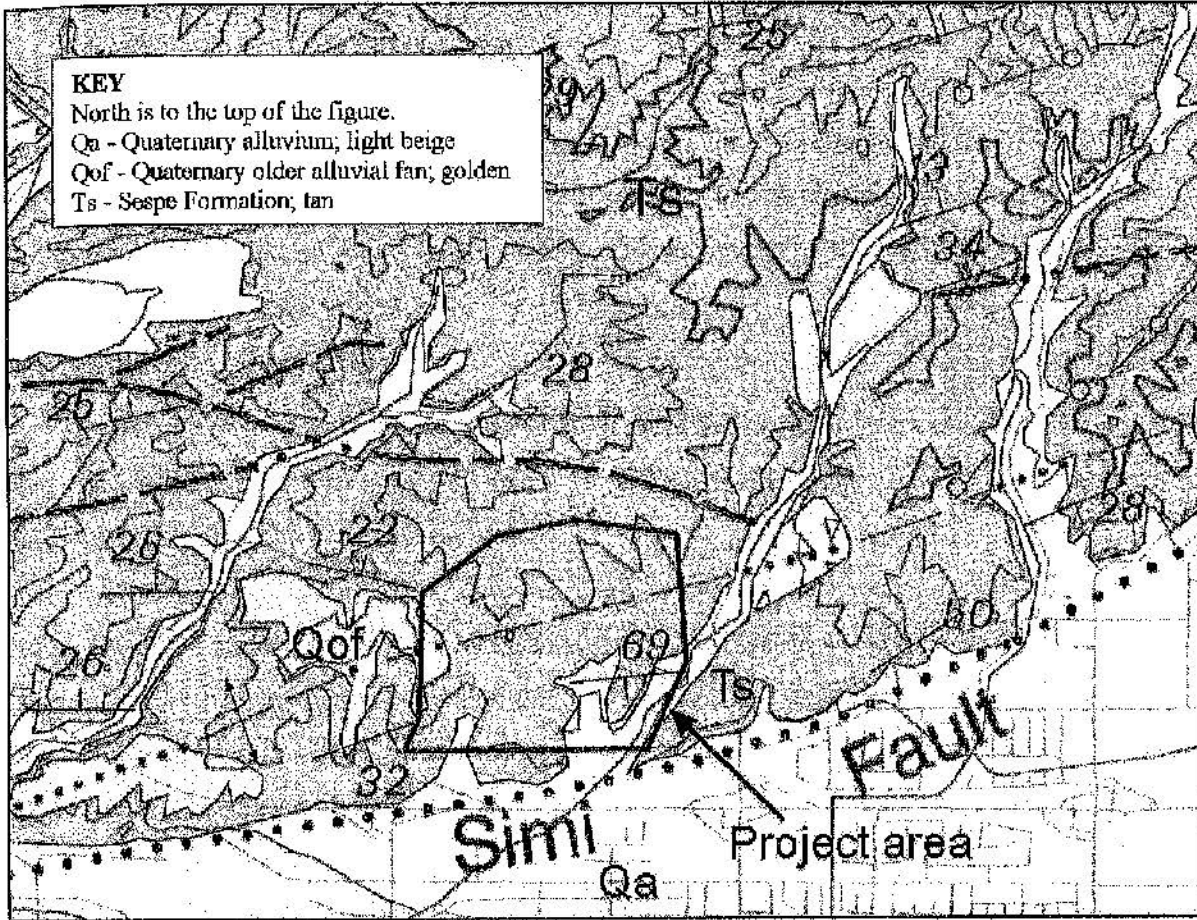 KEY
North is to the top of the figure.
Qa - Quaternary alluvium; light beige
Qof - Quaternary older alluvial fan; golden
Ts - Sespe Formation; tan
25
Ts
13
34
28
25
28
22
26
Qof
69
60
26
Ts
32
Simi Fault
Project area
Qa